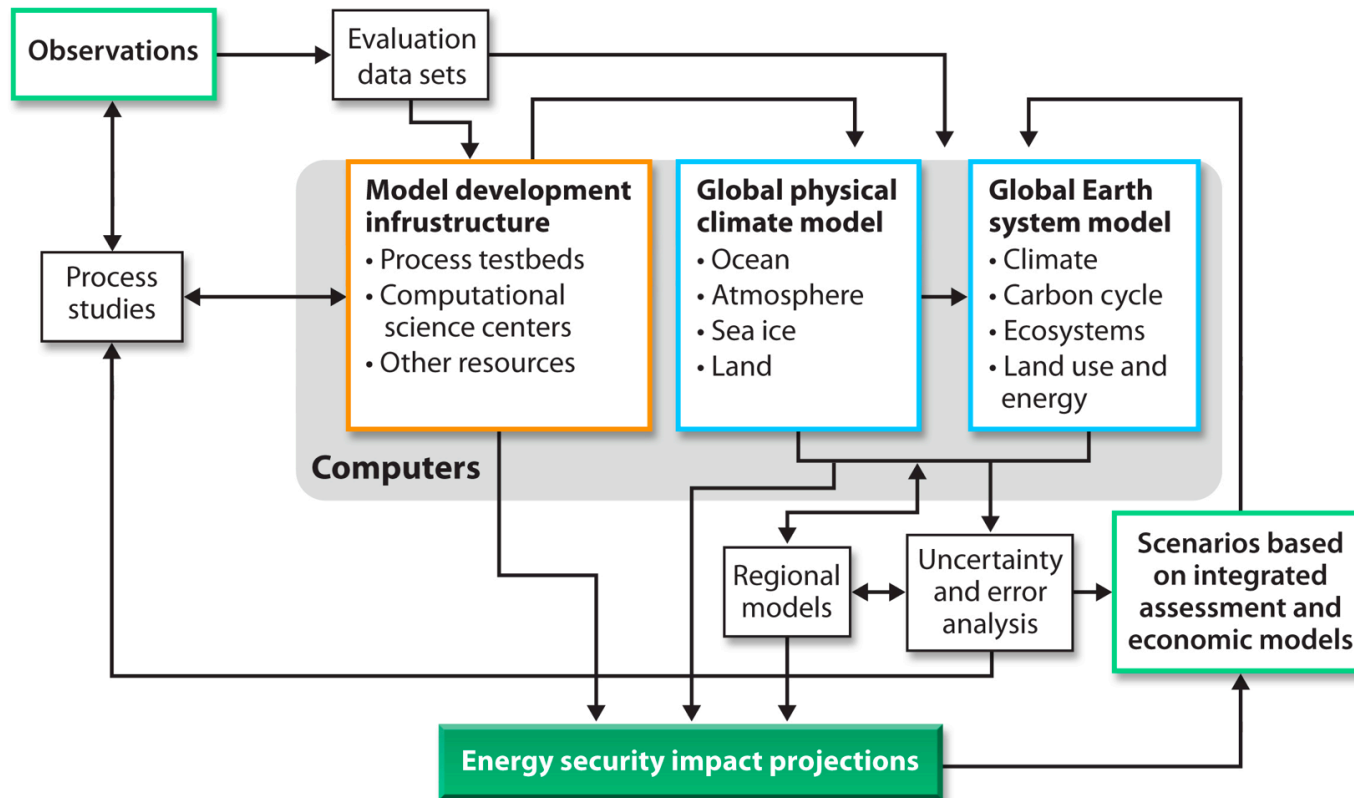 Observations
Evaluation
data sets
Model development
infrustructure
• Process testbeds
• Computational
science centers
• Other resources
Global physical
climate model
• Ocean
• Atmosphere
• Sea ice
• Land
Global Earth
system model
• Climate
• Carbon cycle
• Ecosystems
• Land use and
energy
Process
studies
Computers
Regional
models
Uncertainty
and error
analysis
Scenarios based
on integrated
assessment and
economic models
Energy security impact projections